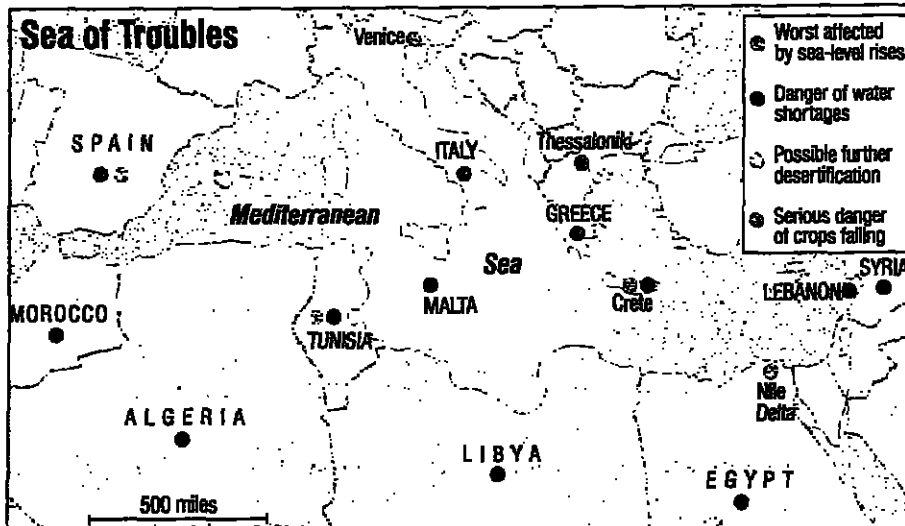 Sea of Troubles
Venice
Worst affected
by sea-level rises
Danger of water
shortages
Possible further
desertification
Serious danger
of crops falling
SPAIN
ITALY
Thessaloniki
Mediterranean
GREECE
Sea
SYRIA
LEBANON
MALTA
Crete
MOROCCO
TUNISIA
Nile
Delta
ALGERIA
LIBYA
EGYPT
500 miles